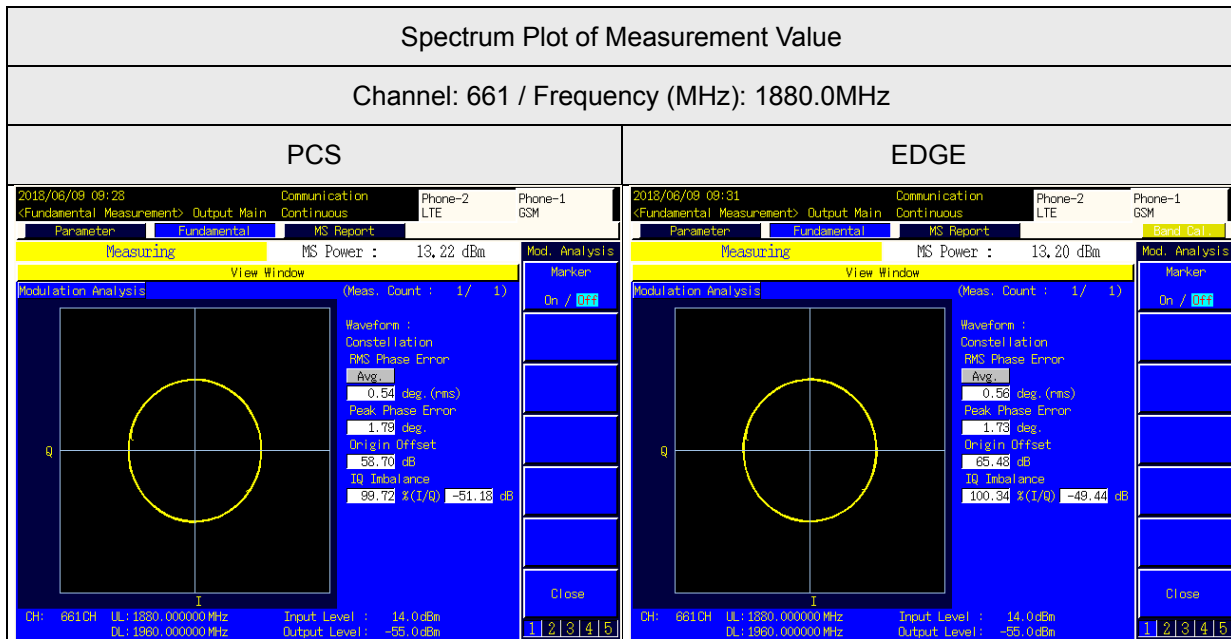 Spectrum Plot of Measurement Value
Channel: 661 / Frequency (MHz): 1880.0MHz
PCS
EDGE
2018/06/09 09:28 Communication Phone-2 Phone-1
<Fundamental Measurement> Output Main Continuous LTE GSM
Parameter Fundamental MS Report
Measuring MS Power : 13.22 dBm Mod. Analysis
View Window Marker
Modulation Analysis (Meas. Count : 1/ 1) On / Off
Waveform :
Constellation
RMS Phase Error
Avg.
0.54 deg.(rms)
Peak Phase Error
1.79 deg.
Origin Offset
Q 58.70 dB
IQ Imbalance
99.72 %(I/Q) -51.18 dB
Close
I
CH: 661CH UL:1880.000000MHz Input Level : 14.0dBm
DL:1960.000000MHz Output Level: -55.0dBm 1 2 3 4 5
2018/06/09 09:31 Communication Phone-2 Phone-1
<Fundamental Measurement> Output Main Continuous LTE GSM
Parameter Fundamental MS Report Band Cal.
Measuring MS Power : 13.20 dBm Mod. Analysis
View Window Marker
Modulation Analysis (Meas. Count : 1/ 1) On / Off
Waveform :
Constellation
RMS Phase Error
Avg.
0.56 deg.(rms)
Peak Phase Error
1.73 deg.
Origin Offset
Q 65.48 dB
IQ Imbalance
100.34 %(I/Q) -49.44 dB
Close
I
CH: 661CH UL:1880.000000MHz Input Level : 14.0dBm
DL:1960.000000MHz Output Level: -55.0dBm 1 2 3 4 5